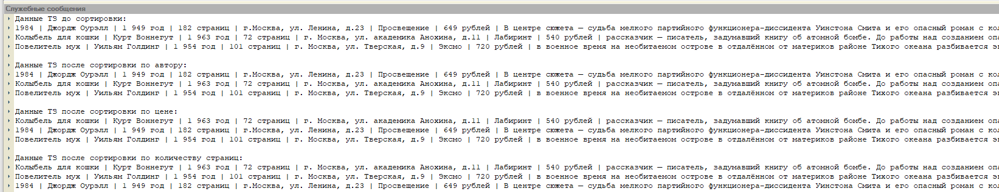 Служебные сообщения
Данные ТЗ до сортировки:
1984 | Джордж Оурэлл | 1 949 год | 182 страниц | г.Москва, ул. Ленина, д.23 | Просвещение | 649 рублей | В центре сюжета — судьба мелкого партийного функционера-диссидента Уинстона Смита и его опасный роман с кол
Колыбель для кошки | Курт Воннегут | 1 963 год | 72 страниц | г. Москва, ул. академика Анохина, д.11 | Лабиринт | 540 рублей | рассказчик — писатель, задумавший книгу об атомной бомбе. До работы над созданием опа
Повелитель мух | Уильям Голдинг | 1 954 год | 101 страниц | г. Москва, ул. Тверская, д.9 | Эксмо | 720 рублей | в военное время на необитаемом острове в отдалённом от материков районе Тихого океана разбивается э
Данные ТЗ после сортировки по автору:
1984 | Джордж Оурэлл | 1 949 год | 182 страниц | г.Москва, ул. Ленина, д.23 | Просвещение | 649 рублей | В центре сюжета — судьба мелкого партийного функционера-диссидента Уинстона Смита и его опасный роман с кол
Колыбель для кошки | Курт Воннегут | 1 963 год | 72 страниц | г. Москва, ул. академика Анохина, д.11 | Лабиринт | 540 рублей | рассказчик — писатель, задумавший книгу об атомной бомбе. До работы над созданием опа
Повелитель мух | Уильям Голдинг | 1 954 год | 101 страниц | г. Москва, ул. Тверская, д.9 | Эксмо | 720 рублей | в военное время на необитаемом острове в отдалённом от материков районе Тихого океана разбивается э
Данные ТЗ после сортировки по цене:
Колыбель для кошки | Курт Воннегут | 1 963 год | 72 страниц | г. Москва, ул. академика Анохина, д.11 | Лабиринт | 540 рублей | рассказчик — писатель, задумавший книгу об атомной бомбе. До работы над созданием опа
1984 | Джордж Оурэлл | 1 949 год | 182 страниц | г.Москва, ул. Ленина, д.23 | Просвещение | 649 рублей | В центре сюжета — судьба мелкого партийного функционера-диссидента Уинстона Смита и его опасный роман с кол
Повелитель мух | Уильям Голдинг | 1 954 год | 101 страниц | г. Москва, ул. Тверская, д.9 | Эксмо | 720 рублей | в военное время на необитаемом острове в отдалённом от материков районе Тихого океана разбивается э
Данные ТЗ после сортировки по количеству страниц:
Колыбель для кошки | Курт Воннегут | 1 963 год | 72 страниц | г. Москва, ул. академика Анохина, д.11 | Лабиринт | 540 рублей | рассказчик — писатель, задумавший книгу об атомной бомбе. До работы над созданием опа
Повелитель мух | Уильям Голдинг | 1 954 год | 101 страниц | г. Москва, ул. Тверская, д.9 | Эксмо | 720 рублей | в военное время на необитаемом острове в отдалённом от материков районе Тихого океана разбивается э
1984 | Джордж Оурэлл | 1 949 год | 182 страниц | г.Москва, ул. Ленина, д.23 | Просвещение | 649 рублей | В центре сюжета — судьба мелкого партийного функционера-диссидента Уинстона Смита и его опасный роман с кол